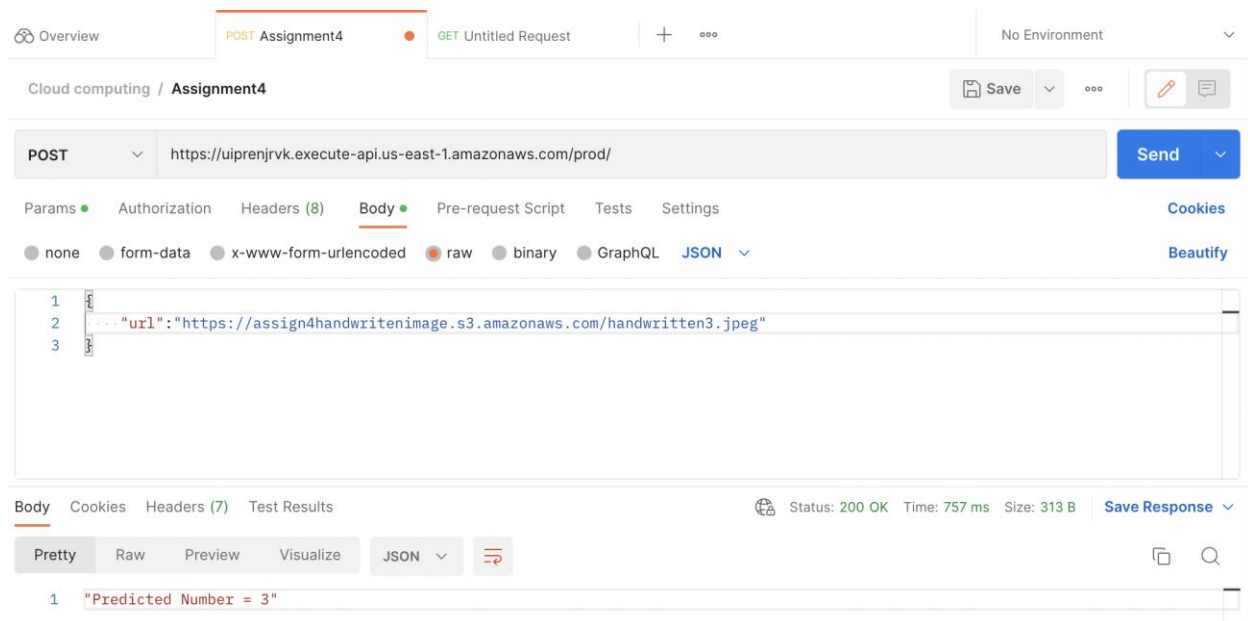 Overview POST Assignment4 GET Untitled Request No Environment
Cloud computing / Assignment4 Save
POST https://uiprenjrvk.execute-api.us-east-1.amazonaws.com/prod/ Send
Params Authorization Headers (8) Body Pre-request Script Tests Settings Cookies
none form-data x-www-form-urlencoded raw binary GraphQL JSON Beautify
1 {
2 "url":"https://assign4handwritenimage.s3.amazonaws.com/handwritten3.jpeg"
3 }
Body Cookies Headers (7) Test Results Status: 200 OK Time: 757 ms Size: 313 B Save Response
Pretty Raw Preview Visualize JSON
1 "Predicted Number = 3"